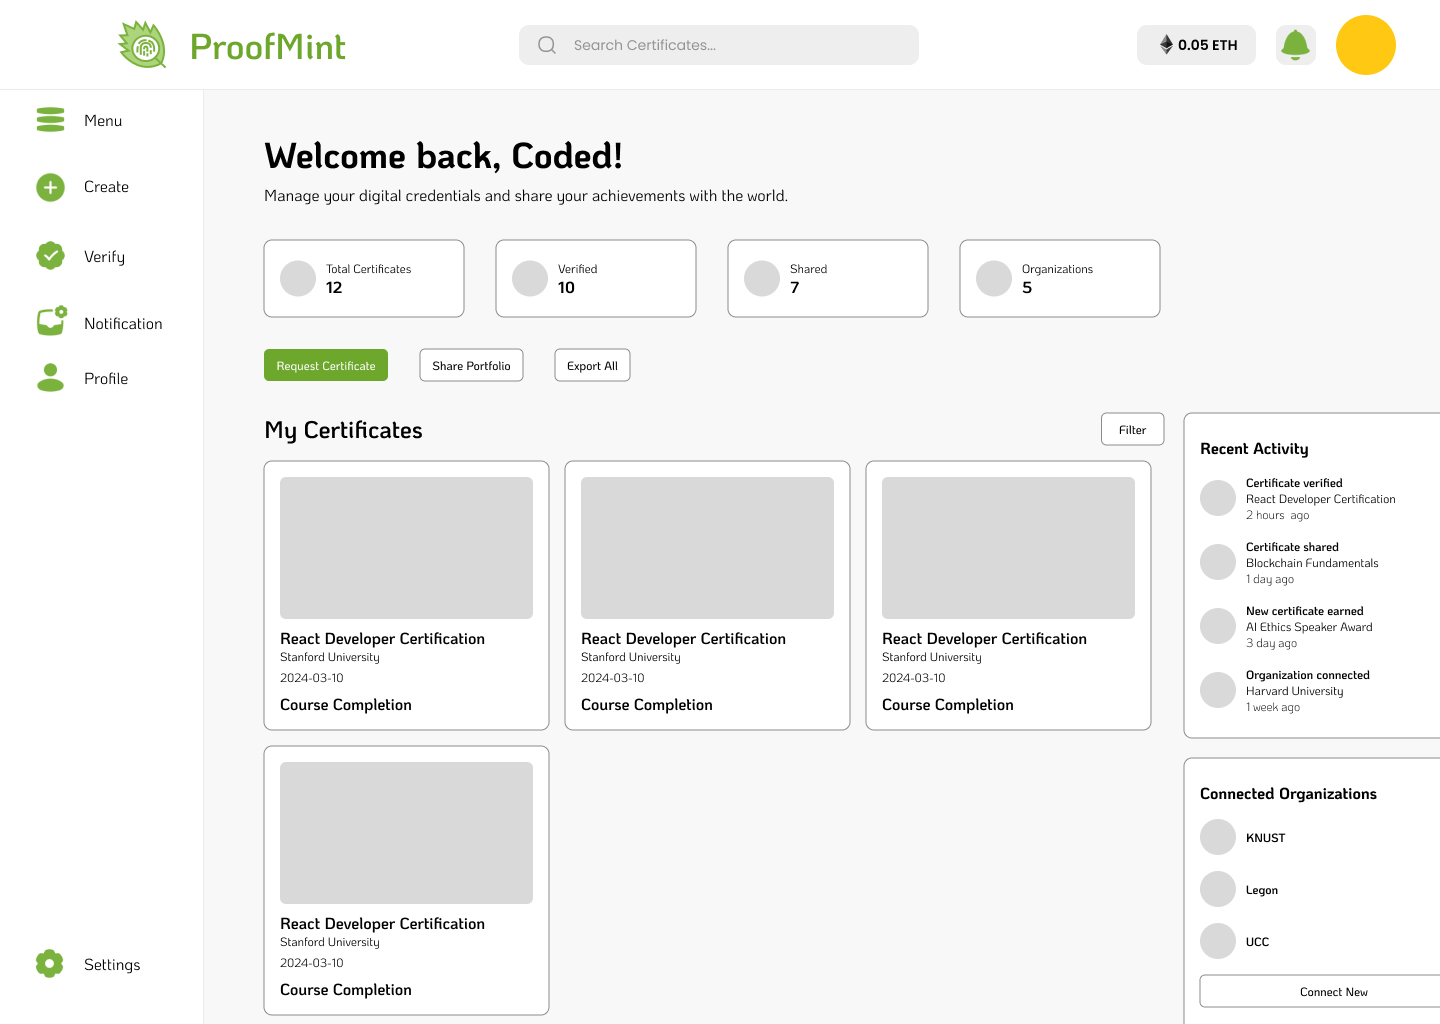 ProofMint
Search Certificates...
0.05 ETH
Menu
Create
Verify
Notification
Profile
Settings
Welcome back, Coded!
Manage your digital credentials and share your achievements with the world.
Total Certificates
12
Verified
10
Shared
7
Organizations
5
Request Certificate
Share Portfolio
Export All
My Certificates
Filter
React Developer Certification
Stanford University
2024-03-10
Course Completion
React Developer Certification
Stanford University
2024-03-10
Course Completion
React Developer Certification
Stanford University
2024-03-10
Course Completion
React Developer Certification
Stanford University
2024-03-10
Course Completion
Recent Activity
Certificate verified
React Developer Certification
2 hours  ago
Certificate shared
Blockchain Fundamentals
1 day ago
New certificate earned
AI Ethics Speaker Award
3 day ago
Organization connected
Harvard University
1 week ago
Connected Organizations
KNUST
Legon
UCC
Connect New